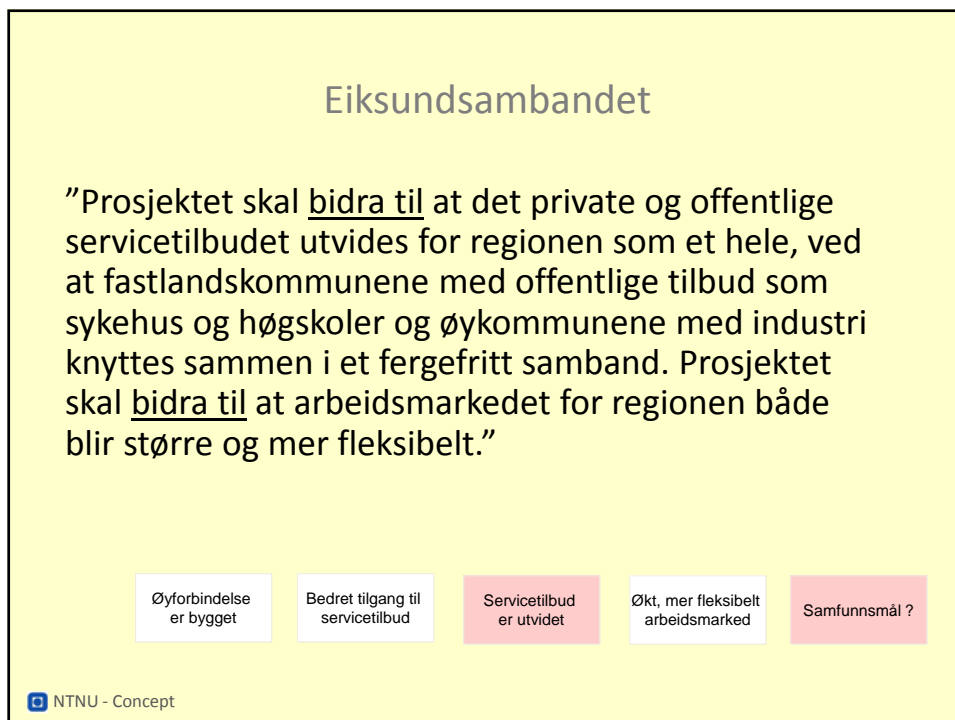 Eiksundsambandet
”Prosjektet skal bidra til at det private og offentlige
servicetilbudet utvides for regionen som et hele, ved
at fastlandskommunene med offentlige tilbud som
sykehus og høgskoler og øykommunene med industri
knyttes sammen i et fergefritt samband. Prosjektet
skal bidra til at arbeidsmarkedet for regionen både
blir større og mer fleksibelt.”
Øyforbindelse
er bygget
Bedret tilgang til
servicetilbud
Servicetilbud
er utvidet
Økt, mer fleksibelt
arbeidsmarked
Samfunnsmål ?
NTNU - Concept